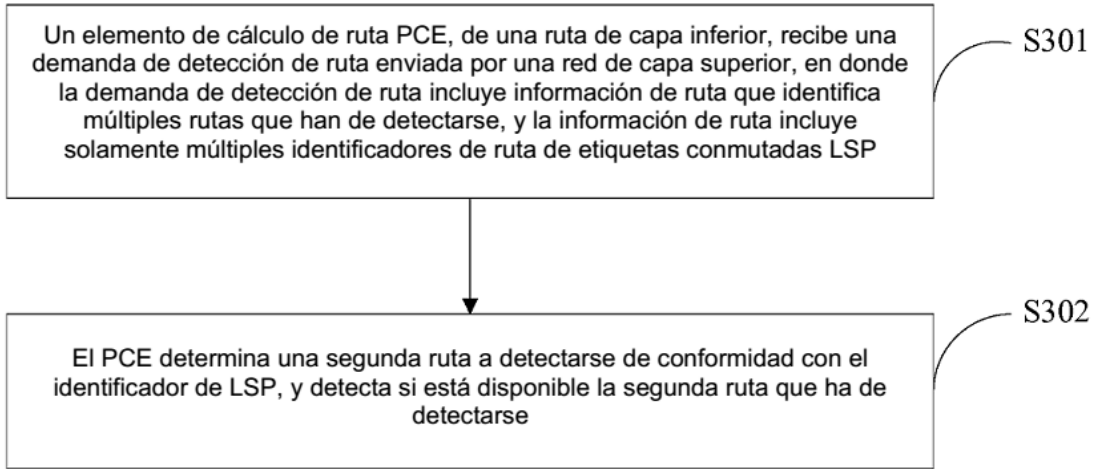 Un elemento de cálculo de ruta PCE, de una ruta de capa inferior, recibe una
demanda de detección de ruta enviada por una red de capa superior, en donde
la demanda de detección de ruta incluye información de ruta que identifica
múltiples rutas que han de detectarse, y la información de ruta incluye
solamente múltiples identificadores de ruta de etiquetas conmutadas LSP
S301
El PCE determina una segunda ruta a detectarse de conformidad con el
identificador de LSP, y detecta si está disponible la segunda ruta que ha de
detectarse
S302